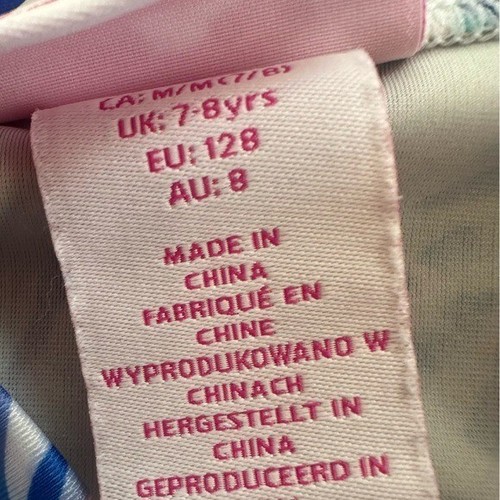 CA: M/M (7/8)
UK: 7-8yrs
EU: 128
AU: 8
MADE IN
CHINA
FABRIQUÉ EN
CHINE
WYPRODUKOWANO W
CHINACH
HERGESTELLT IN
CHINA
GEPRODUCEERD IN